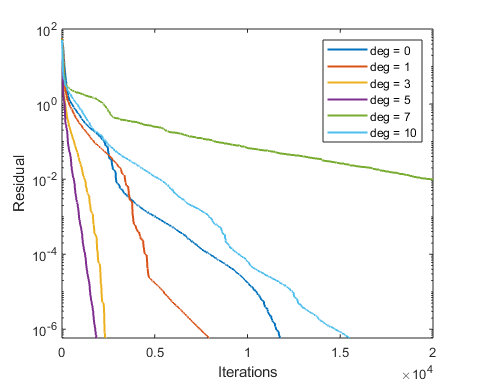 10^2
10^0
10^-2
10^-4
10^-6
Residual
deg = 0
deg = 1
deg = 3
deg = 5
deg = 7
deg = 10
0 0.5 1 1.5 2
Iterations
×10^4